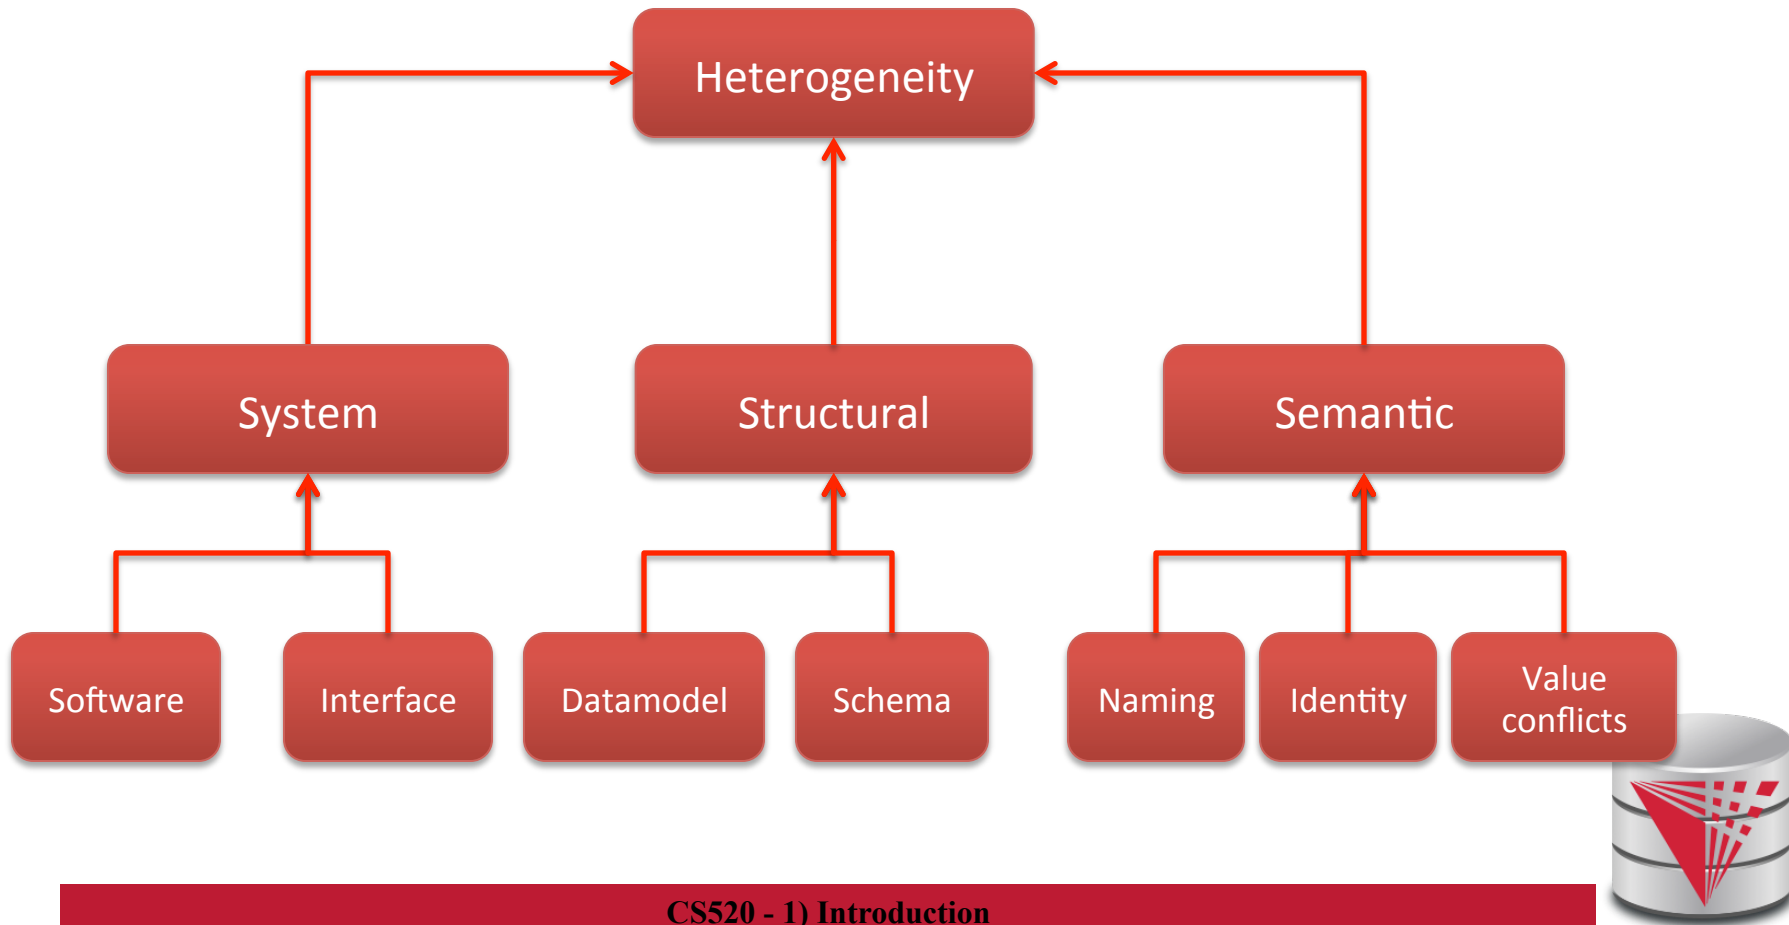 Heterogeneity
System
Structural
Semantic
Software
Interface
Datamodel
Schema
Naming
Identity
Value
conflicts
CS520 - 1) Introduction